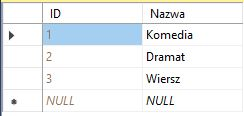 ID Nazwa
1 Komedia
2 Dramat
3 Wiersz
NULL NULL